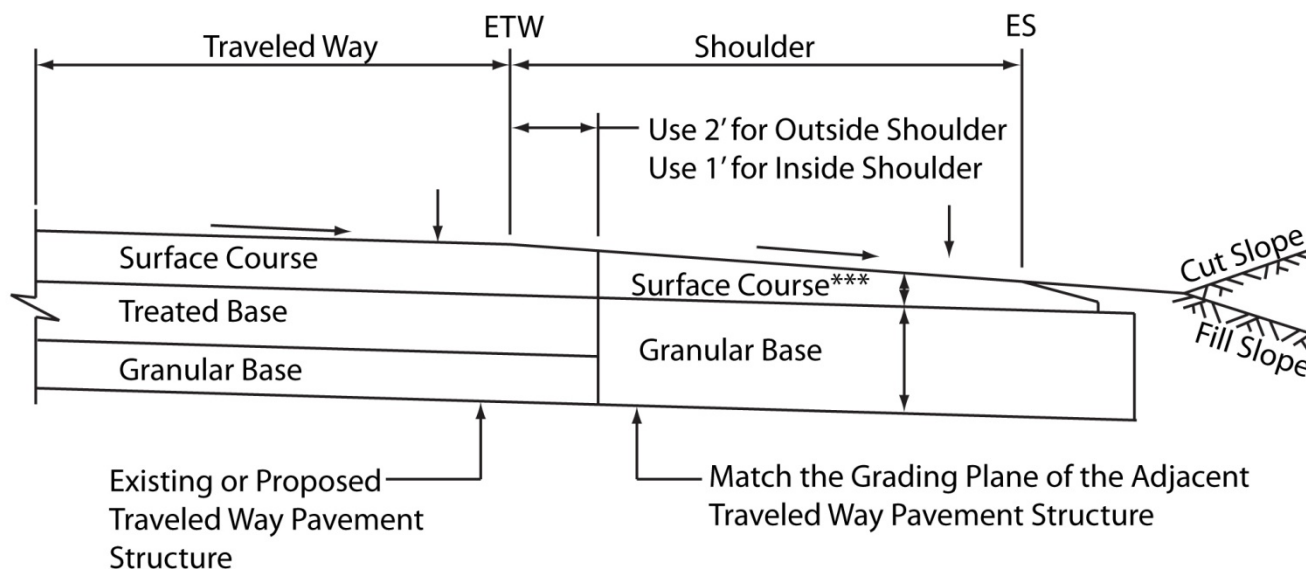 ETW
ES
Traveled Way
Shoulder
Use 2’ for Outside Shoulder
Use 1’ for Inside Shoulder
Surface Course
Surface Course***
Treated Base
Granular Base
Granular Base
Cut Slope
Fill Slope
Existing or Proposed
Traveled Way Pavement
Structure
Match the Grading Plane of the Adjacent
Traveled Way Pavement Structure